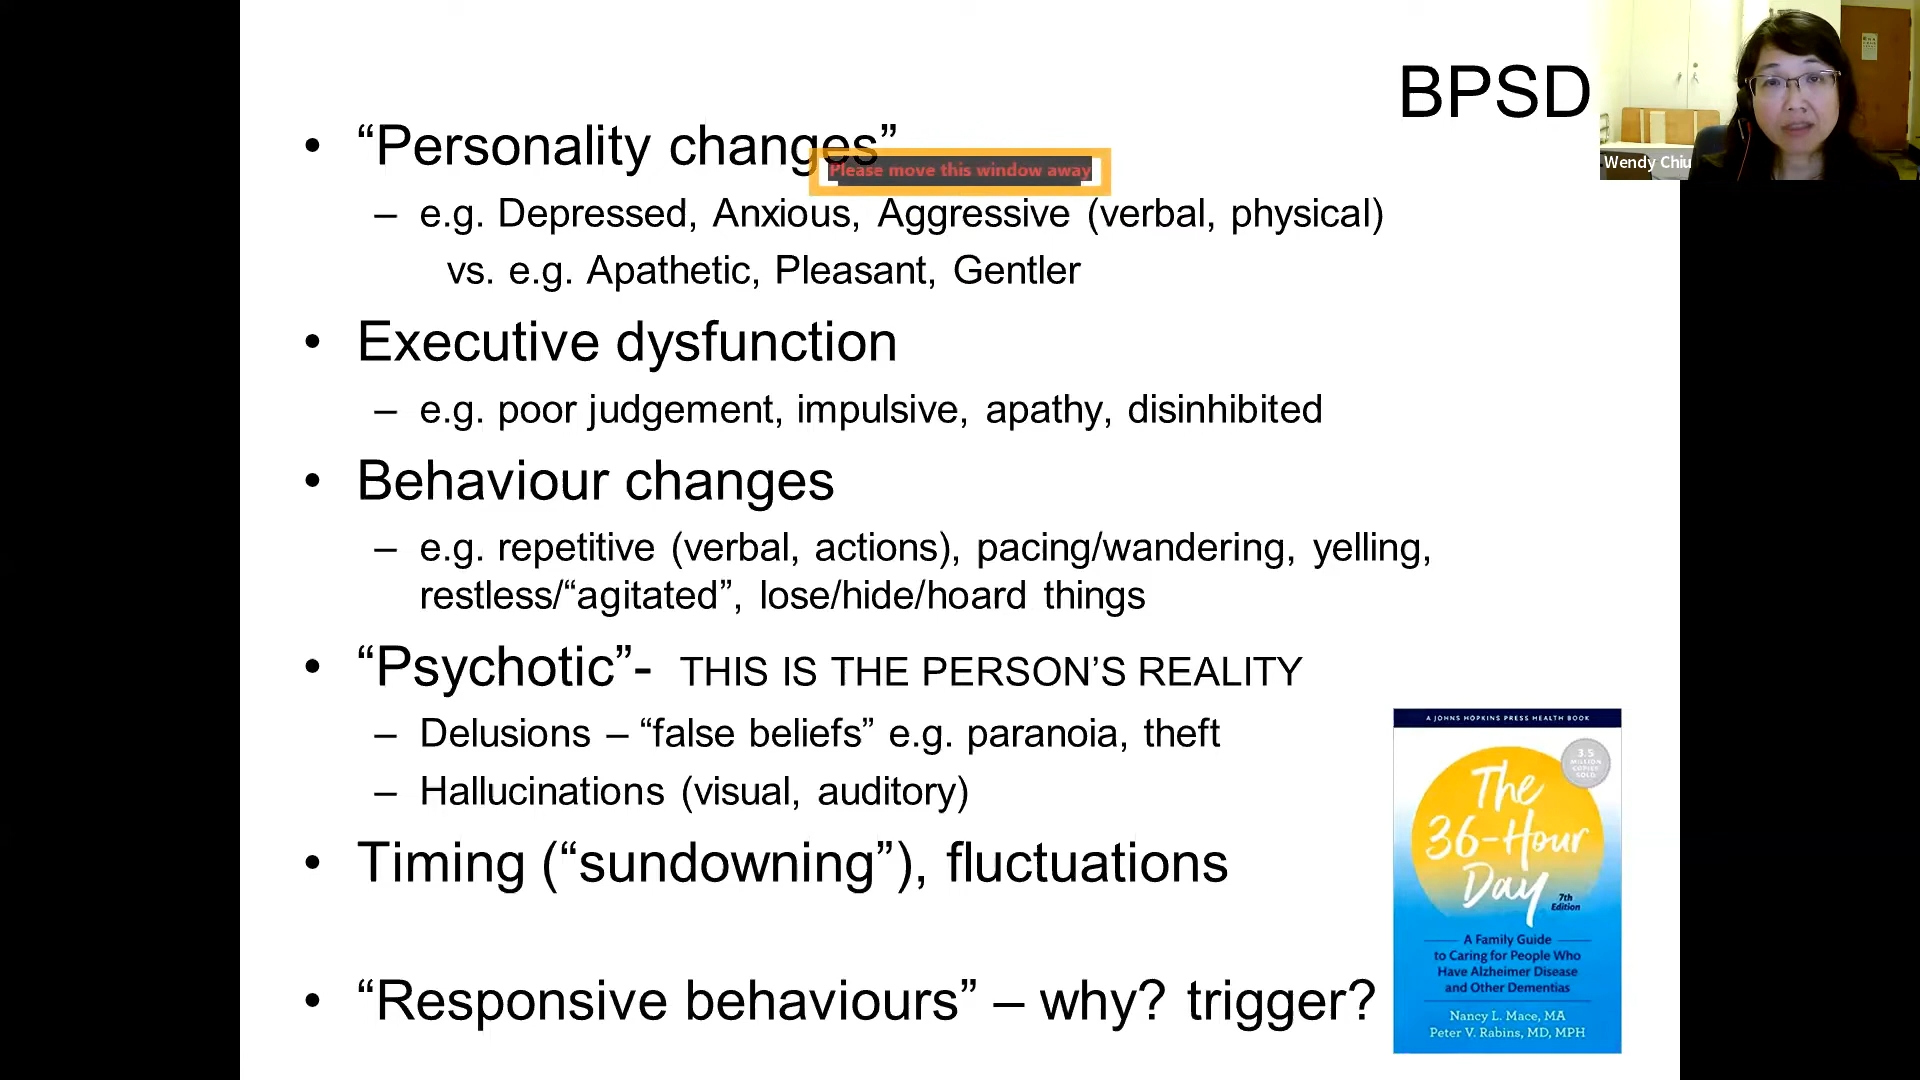 BPSD
Wendy Chiu
• “Personality changes”
Please move this window away
– e.g. Depressed, Anxious, Aggressive (verbal, physical)
vs. e.g. Apathetic, Pleasant, Gentler
• Executive dysfunction
– e.g. poor judgement, impulsive, apathy, disinhibited
• Behaviour changes
– e.g. repetitive (verbal, actions), pacing/wandering, yelling,
restless/“agitated”, lose/hide/hoard things
• “Psychotic”- THIS IS THE PERSON’S REALITY
– Delusions – “false beliefs” e.g. paranoia, theft
– Hallucinations (visual, auditory)
• Timing (“sundowning”), fluctuations
• “Responsive behaviours” – why? trigger?
A JOHNS HOPKINS PRESS HEALTH BOOK
3.5
MILLION
COPIES
SOLD
The
36-Hour
Day
7th
Edition
A Family Guide
to Caring for People Who
Have Alzheimer Disease
and Other Dementias
Nancy L. Mace, MA
Peter V. Rabins, MD, MPH